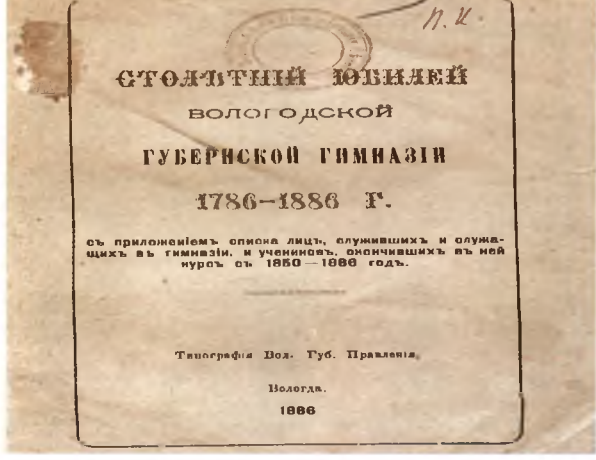 П. К.
СТОЛѢТНІЙ ЮБИЛЕЙ
ВОЛОГОДСКОЙ
ГУБЕРНСКОЙ ГИМНАЗІИ
1786—1886 Г.
съ приложеніемъ списка лицъ, служившихъ и служа-
щихъ въ гимназіи, и учениковъ, окончившихъ въ ней
курсъ съ 1850—1886 годъ.
Типографія Вол. Губ. Правленія,
Вологда.
1886